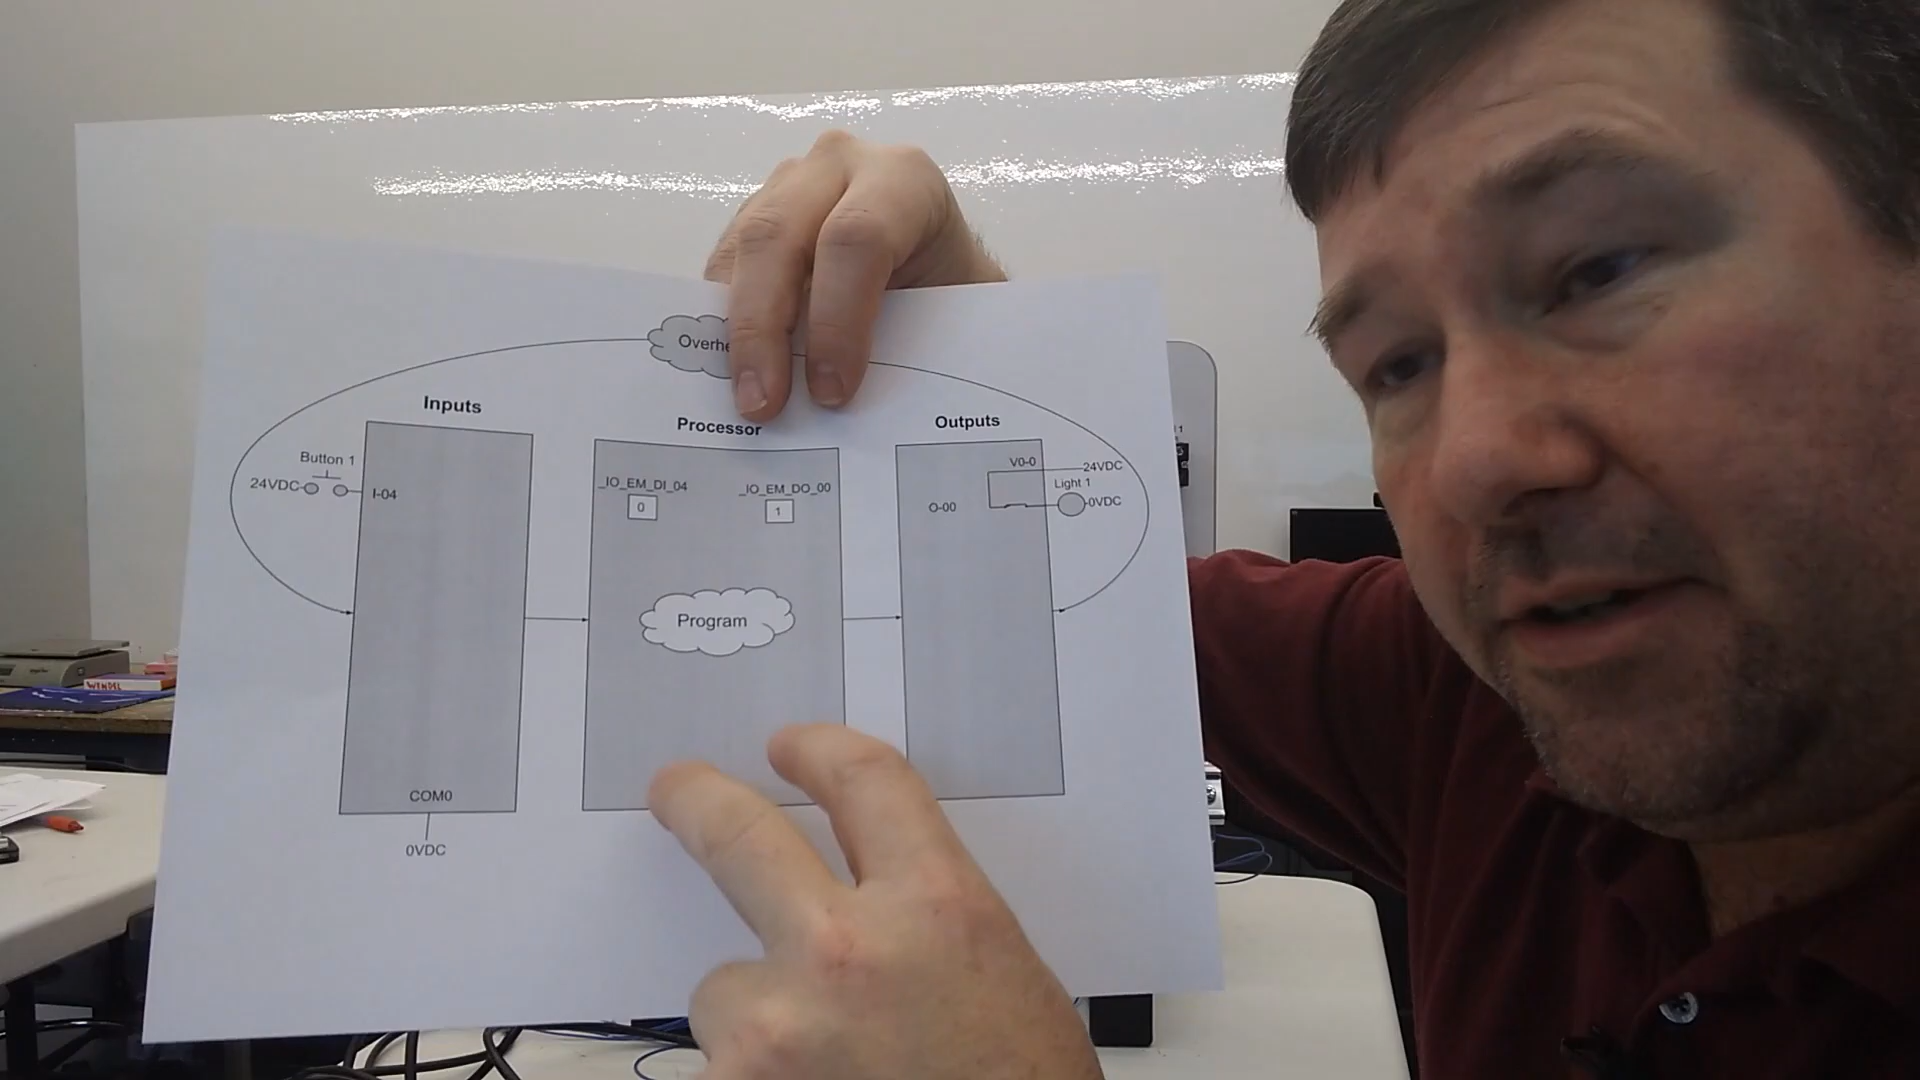 Inputs
Processor
Outputs
Button 1
24VDC
I-04
_IO_EM_DI_04
0
_IO_EM_DO_00
1
V0-0
24VDC
Light 1
0VDC
O-00
Program
COM0
0VDC
WENDEL